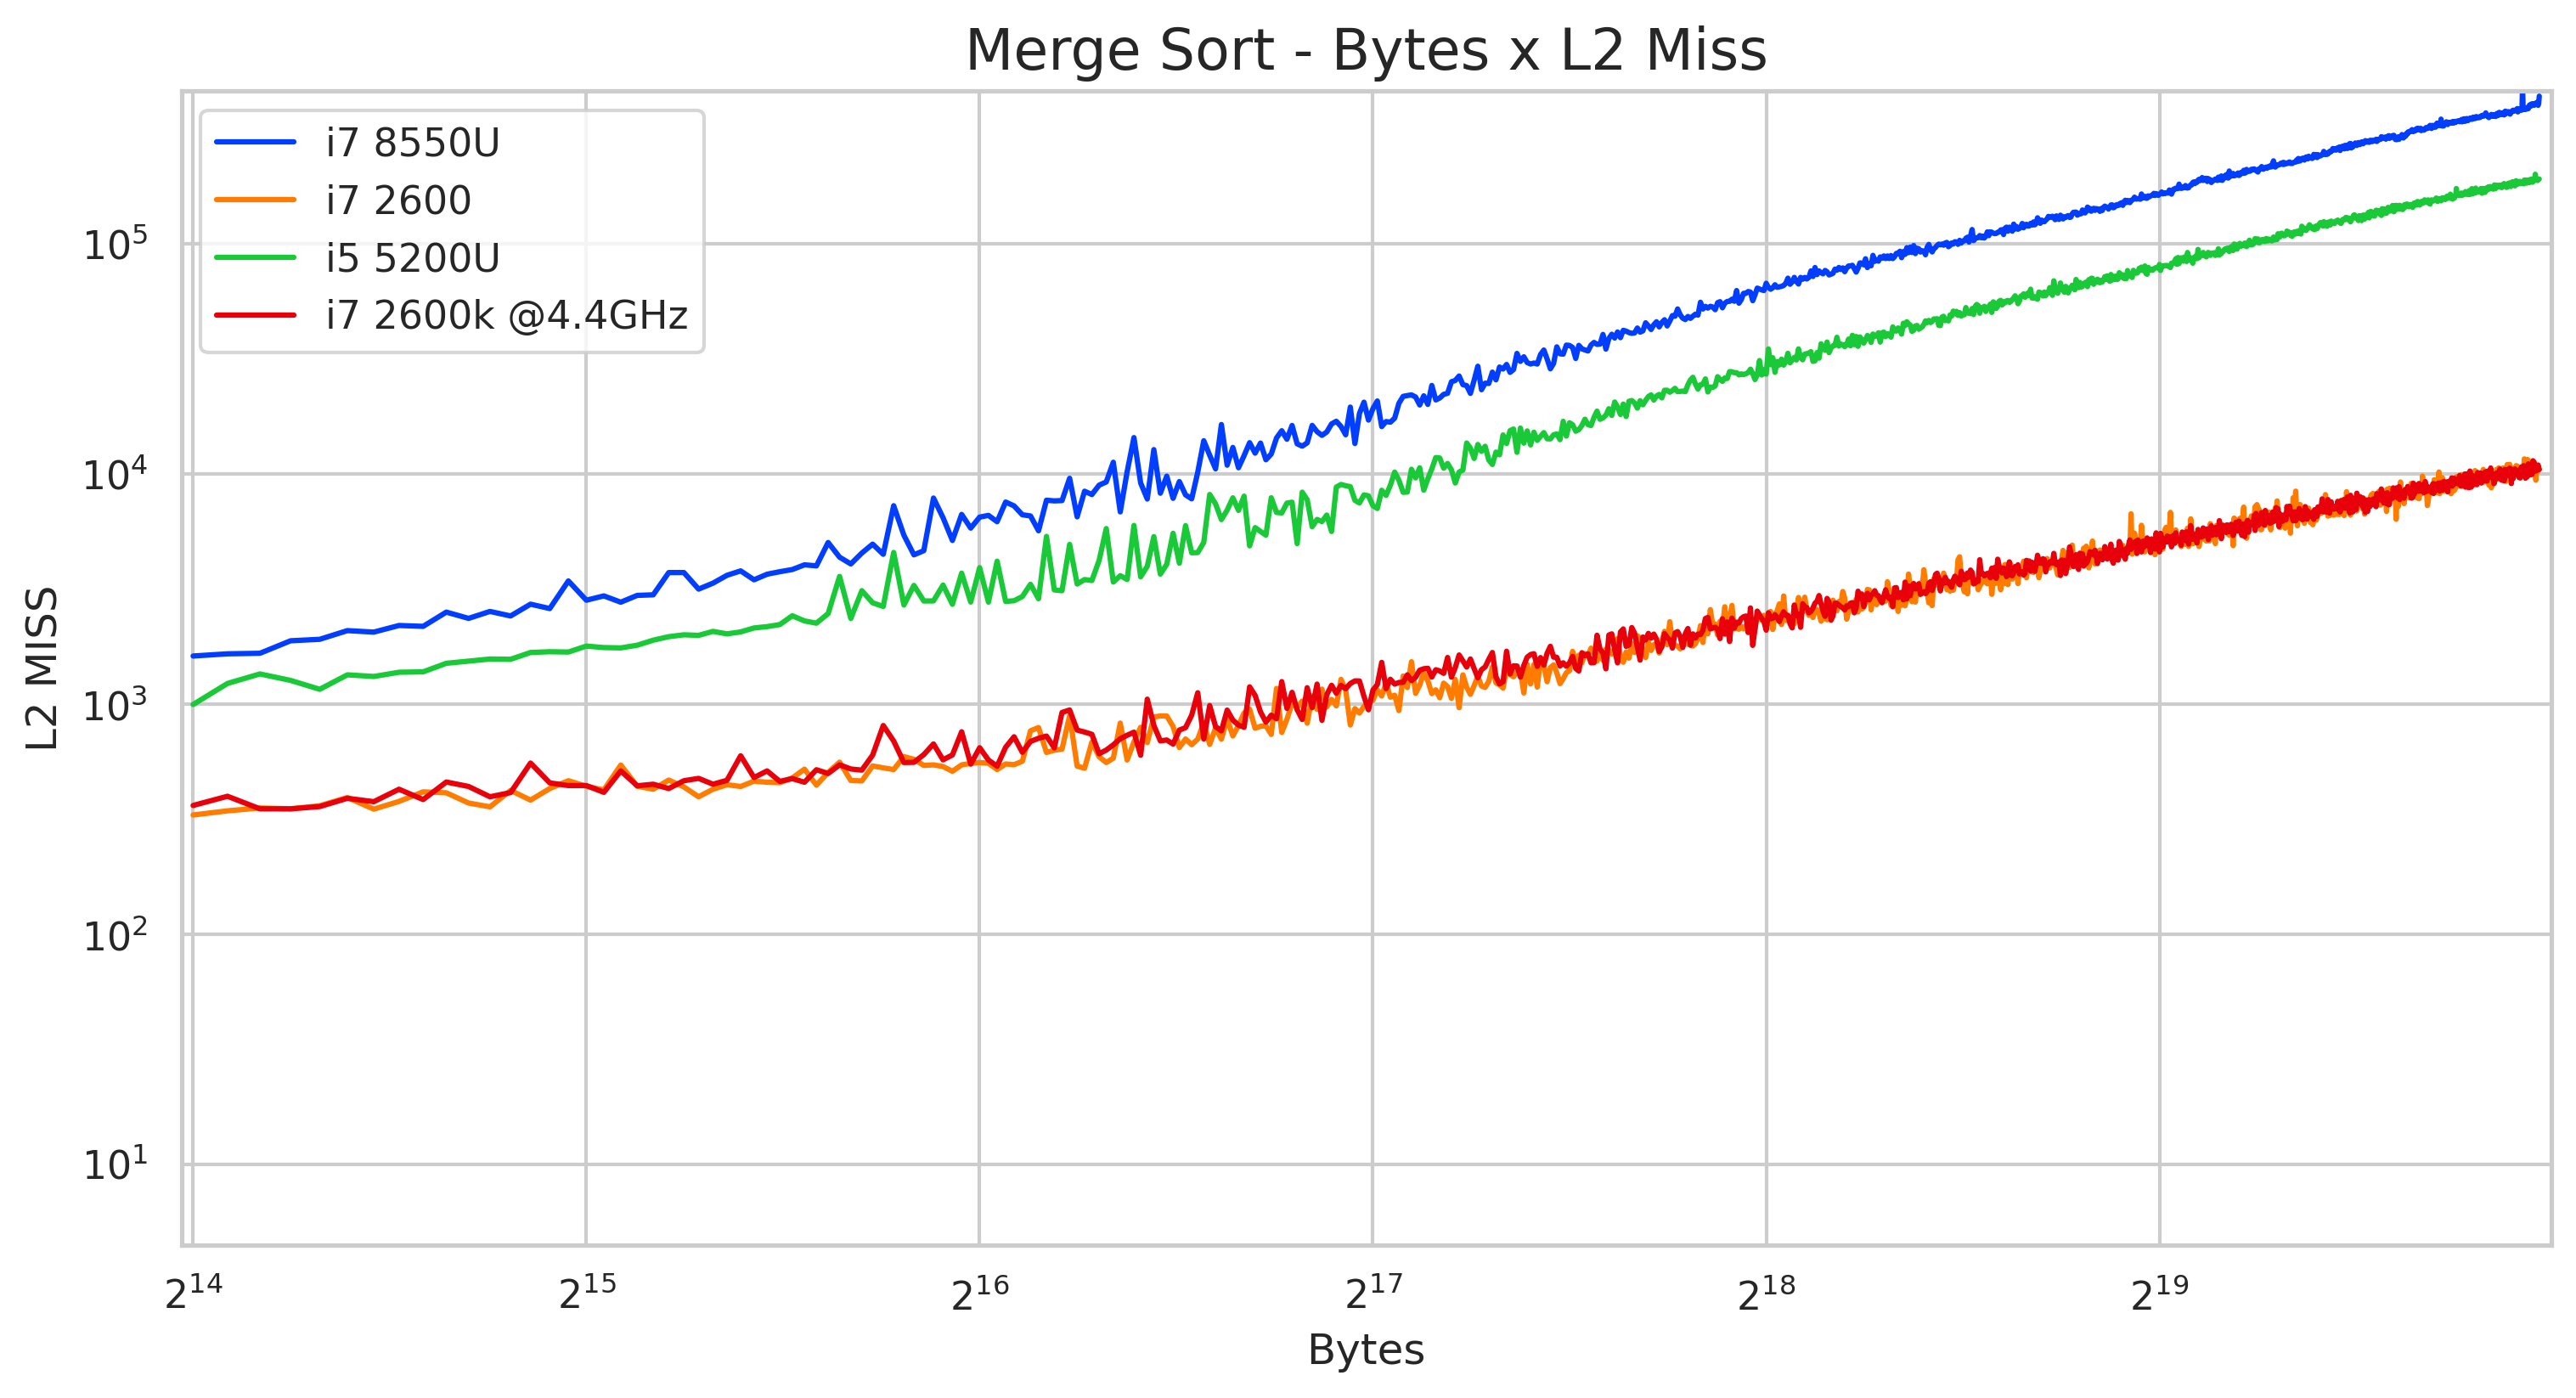 Merge Sort - Bytes x L2 Miss
i7 8550U
i7 2600
i5 5200U
i7 2600k @4.4GHz
L2 MISS
10⁵
10⁴
10³
10²
10¹
2¹⁴ 2¹⁵ 2¹⁶ 2¹⁷ 2¹⁸ 2¹⁹
Bytes